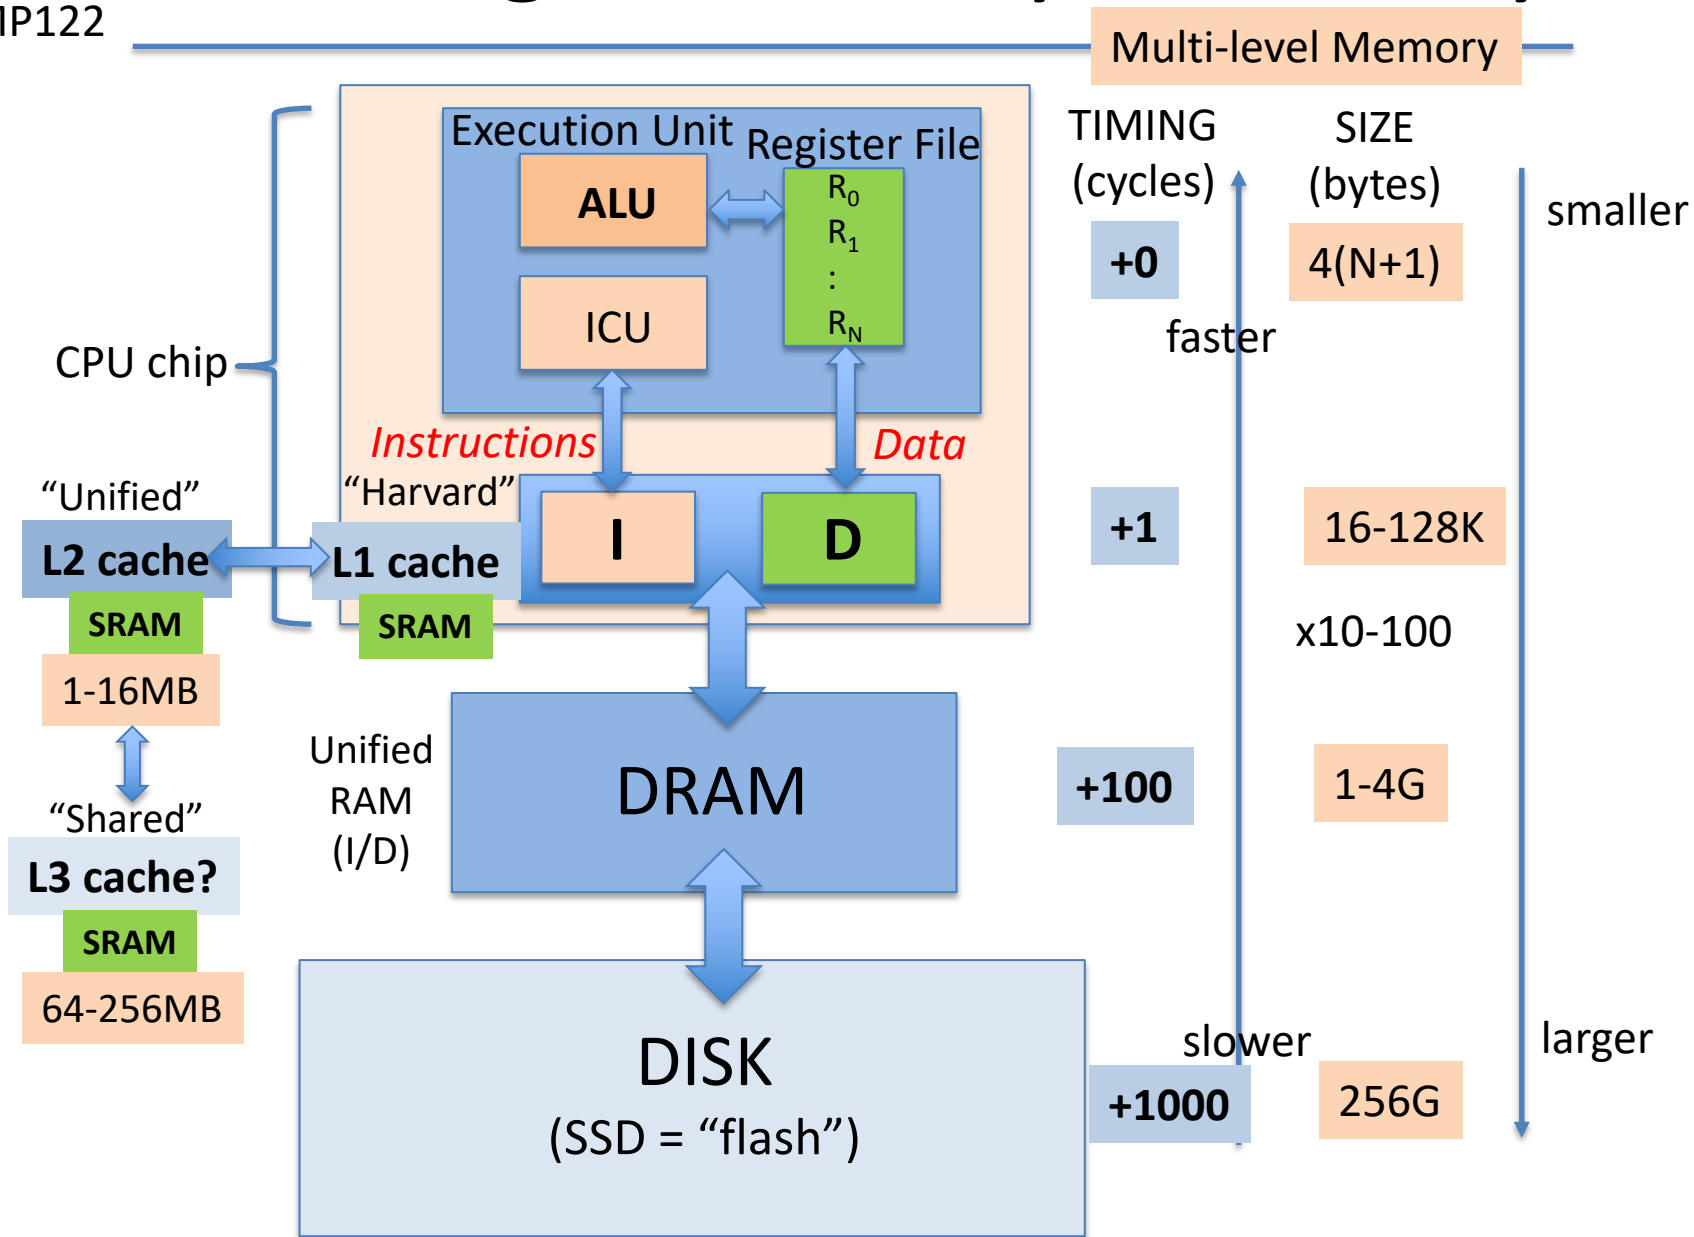 MP122
Multi-level Memory
Execution Unit
Register File
TIMING
(cycles)
SIZE
(bytes)
ALU
R0
R1
:
RN
ICU
+0
4(N+1)
smaller
faster
CPU chip
Instructions
Data
“Unified”
“Harvard”
L2 cache
L1 cache
I
D
+1
16-128K
SRAM
SRAM
x10-100
1-16MB
Unified
RAM
(I/D)
DRAM
+100
1-4G
“Shared”
L3 cache?
SRAM
64-256MB
DISK
(SSD = “flash”)
slower
larger
+1000
256G